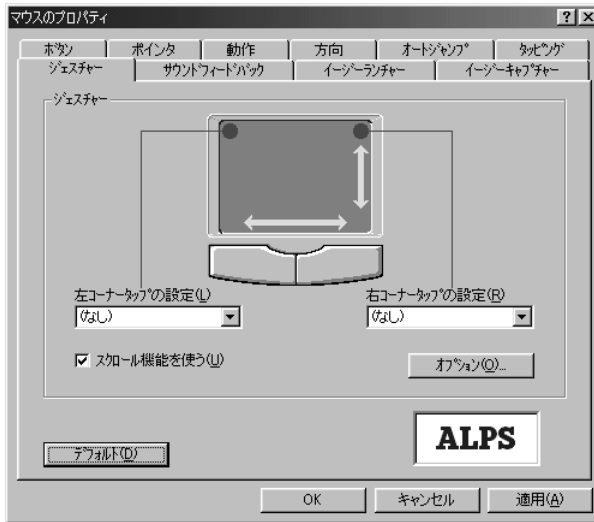 マウスのプロパティ
ﾎﾞﾀﾝ ﾎﾟｲﾝﾀ 動作 方向 ｵｰﾄｼﾞｬﾝﾌﾟ ﾀｯﾋﾟﾝｸﾞ
ｼﾞｪｽﾁｬｰ ｻｳﾝﾄﾞﾌｨｰﾄﾞﾊﾞｯｸ ｲｰｼﾞｰﾗﾝﾁｬｰ ｲｰｼﾞｰｷｬﾌﾟﾁｬｰ
ｼﾞｪｽﾁｬｰ
左ｺｰﾅｰﾀｯﾌﾟの設定(L) 右ｺｰﾅｰﾀｯﾌﾟの設定(R)
(なし) (なし)
ｽｸﾛｰﾙ機能を使う(U) ｵﾌﾟｼｮﾝ(O)...
ALPS
ﾃﾞﾌｫﾙﾄ(D)
OK ｷｬﾝｾﾙ 適用(A)